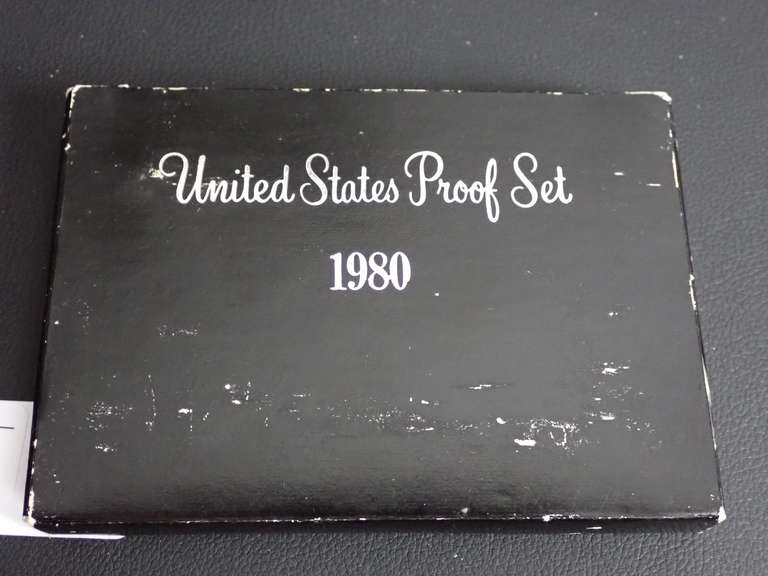 United States Proof Set
1980